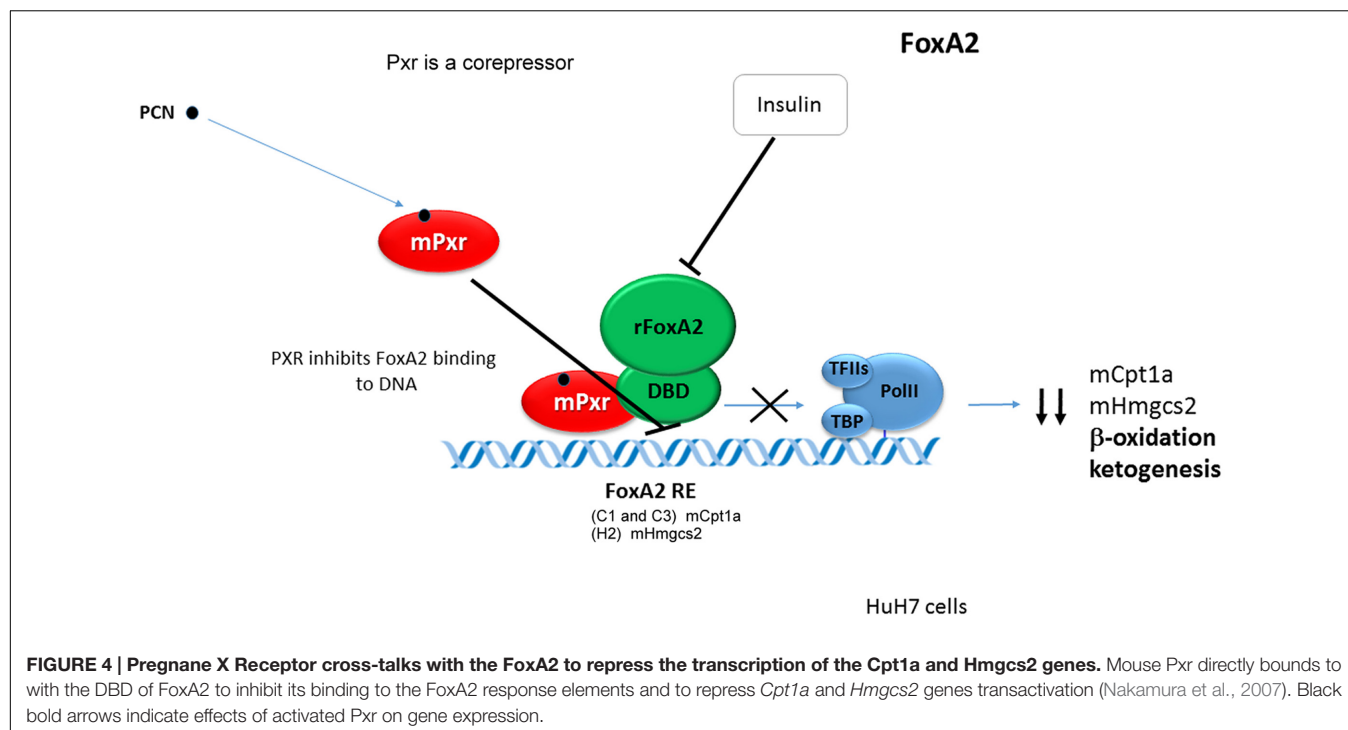 FoxA2
Pxr is a corepressor
Insulin
PCN
mPxr
rFoxA2
PXR inhibits FoxA2 binding
to DNA
mPxr
DBD
TFIIs
PolII
TBP
mCpt1a
mHmgcs2
β-oxidation
ketogenesis
FoxA2 RE
(C1 and C3) mCpt1a
(H2) mHmgcs2
HuH7 cells
FIGURE 4 | Pregnane X Receptor cross-talks with the FoxA2 to repress the transcription of the Cpt1a and Hmgcs2 genes. Mouse Pxr directly bounds to
with the DBD of FoxA2 to inhibit its binding to the FoxA2 response elements and to repress Cpt1a and Hmgcs2 genes transactivation (Nakamura et al., 2007). Black
bold arrows indicate effects of activated Pxr on gene expression.